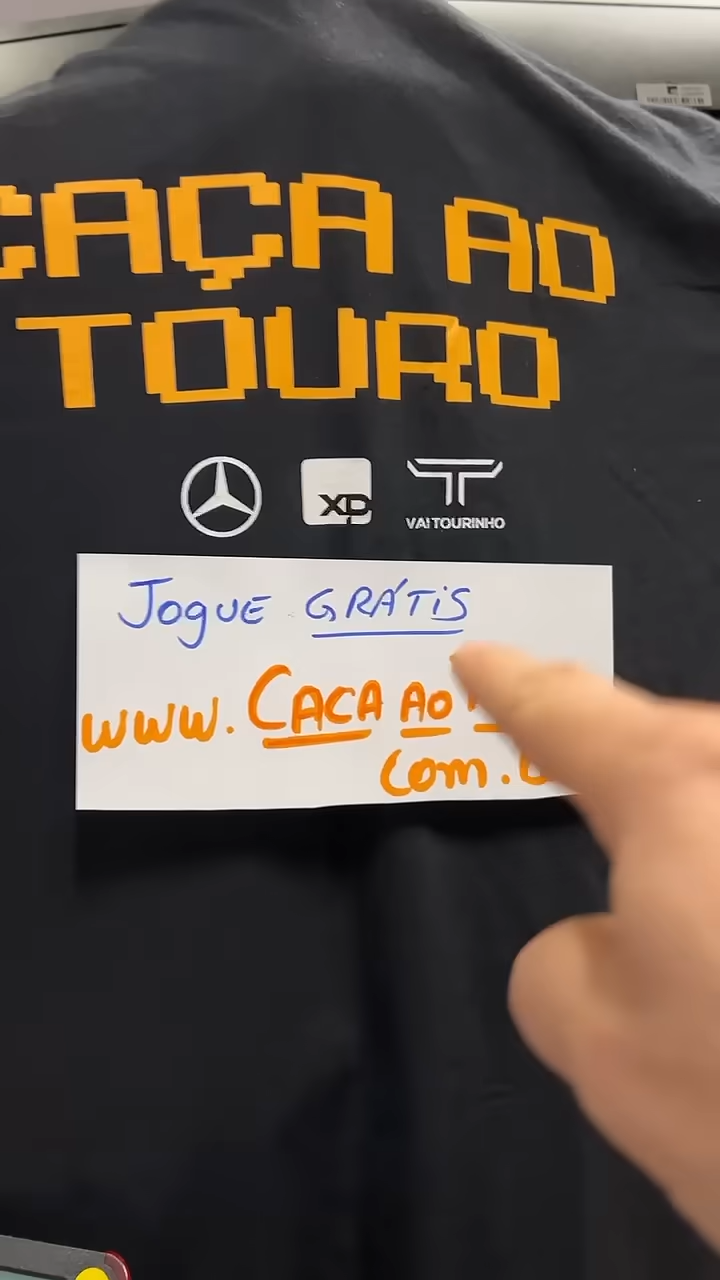 CAÇA AO
TOURO
XP
VAI TOURINHO
JOGUE GRÁTiS
www.CACA AO
com.